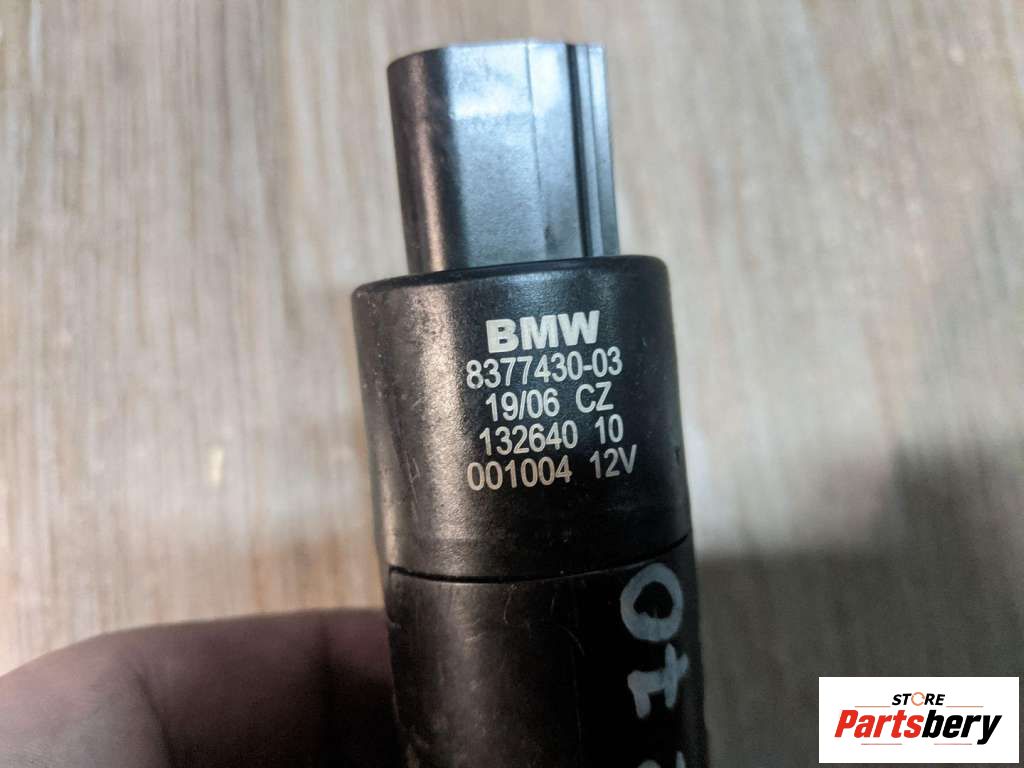 BMW
8377430-03
19/06 CZ
132640 10
001004 12V
STORE
Partsbery